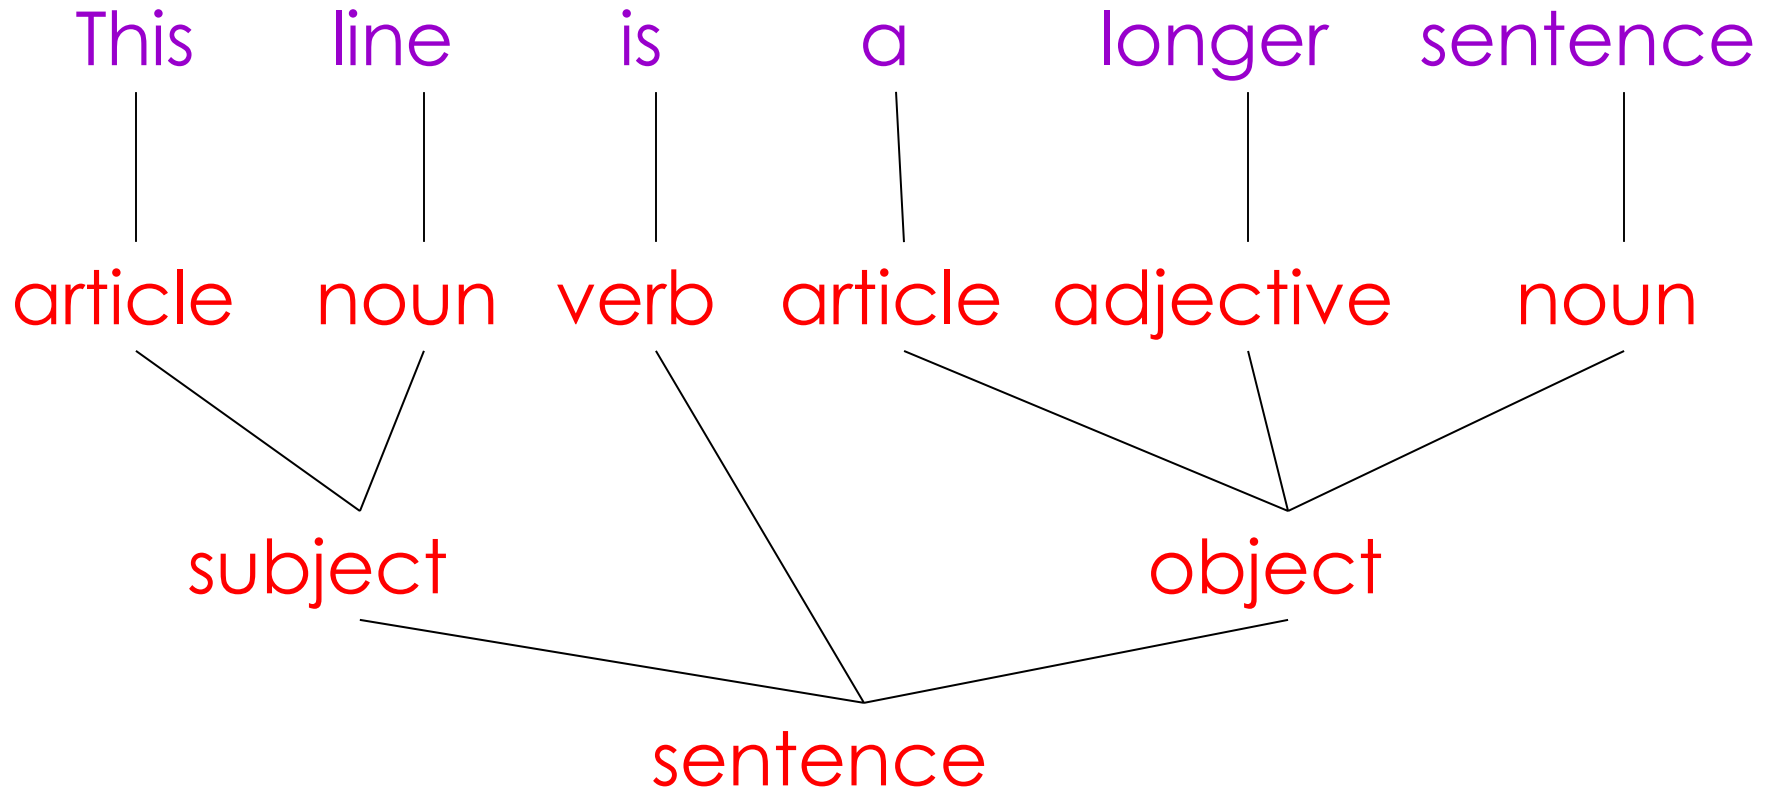 This line is a longer sentence
article noun verb article adjective noun
subject object
sentence